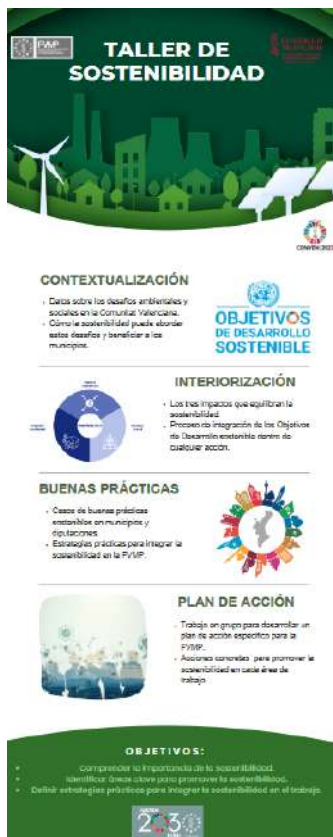 FVMP
TALLER DE
SOSTENIBILIDAD
CONTEXTUALIZACIÓN
Datos sobre los desafíos ambientales y
sociales en la Comunitat Valenciana.
Cómo la sostenibilidad puede abordar
estos desafíos y beneficiar a los
municipios.
OBJETIVOS
DE DESARROLLO
SOSTENIBLE
INTERIORIZACIÓN
Los tres impactos que equilibran la
sostenibilidad.
Proceso de integración de los Objetivos
de Desarrollo sostenible dentro de
cualquier acción.
BUENAS PRÁCTICAS
Casos de buenas prácticas
sostenibles en municipios y
diputaciones.
Estrategias prácticas para integrar la
sostenibilidad en la FVMP.
PLAN DE ACCIÓN
Trabajo en grupo para desarrollar un
plan de acción específico para la
FVMP.
Acciones concretas para promover la
sostenibilidad en cada área de
trabajo
OBJETIVOS:
Comprender la importancia de la sostenibilidad.
Identificar áreas clave para promover la sostenibilidad.
Definir estrategias prácticas para integrar la sostenibilidad en el trabajo.
2030